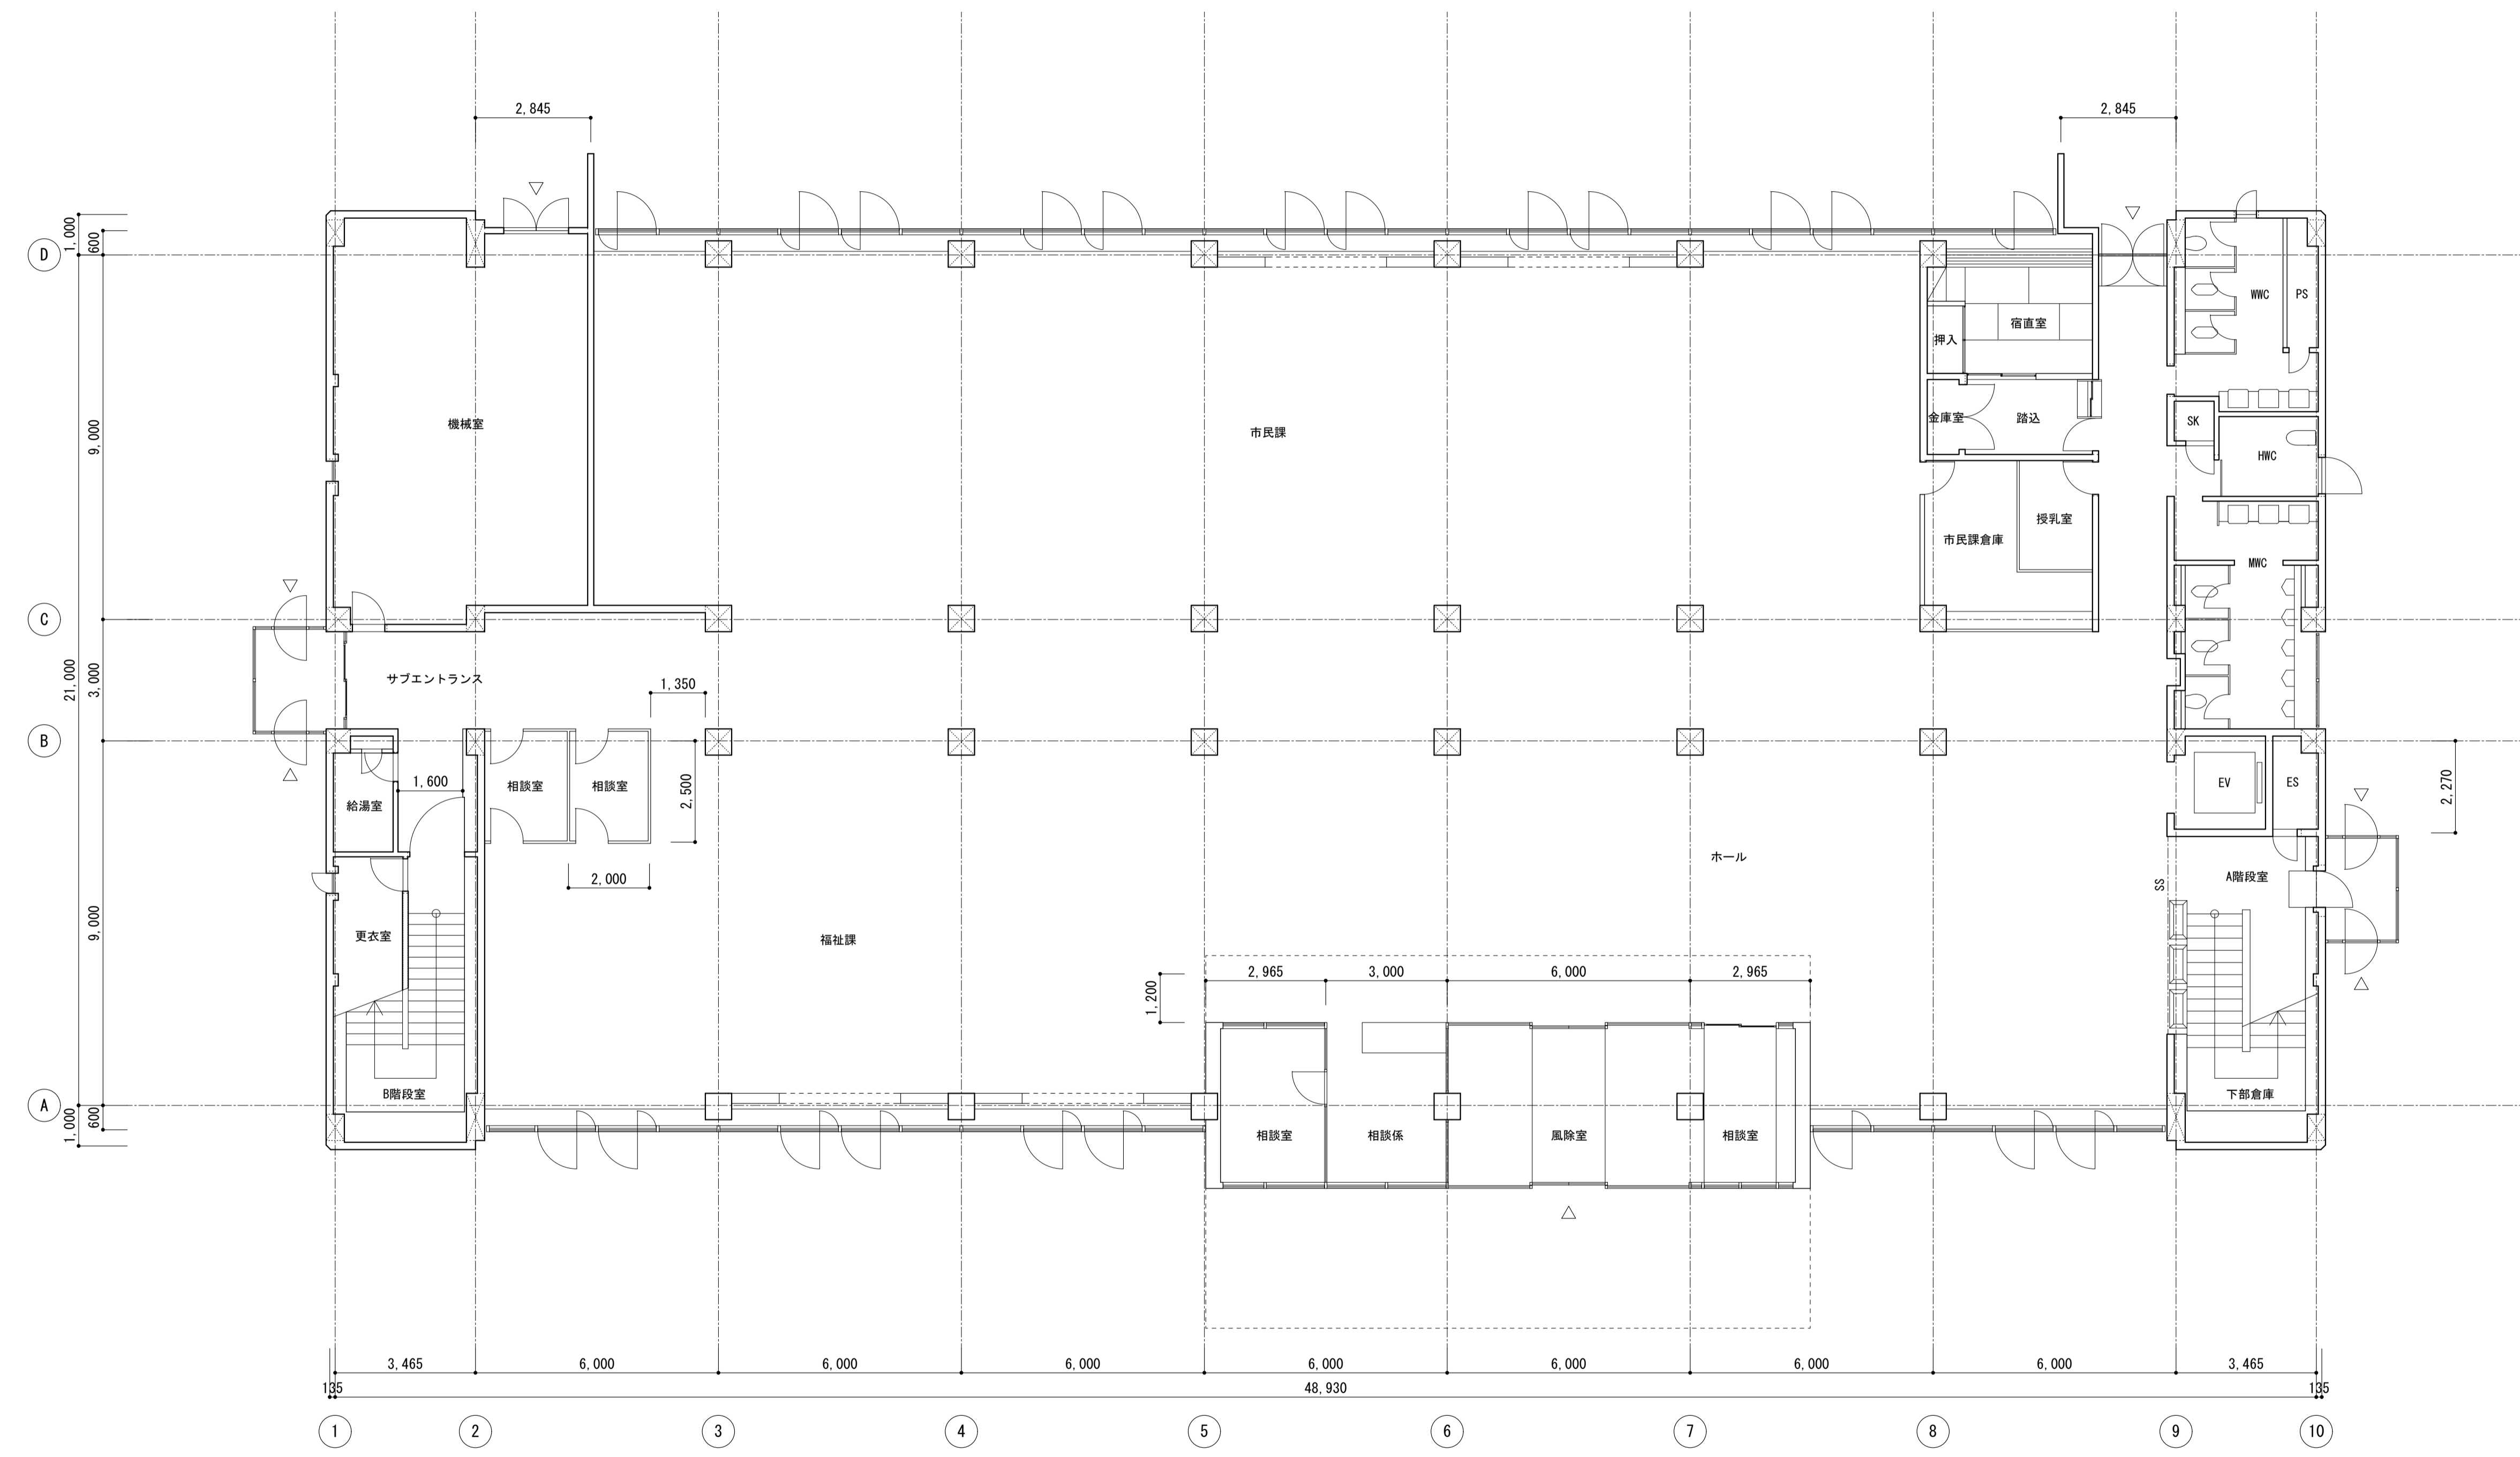 2,845
2,845
1,000
600
D
WWC
PS
宿直室
押入
機械室
市民課
金庫室
踏込
SK
9,000
HWC
授乳室
市民課倉庫
MWC
C
サブエントランス
1,350
21,000
3,000
B
1,600
相談室
相談室
2,500
給湯室
EV
ES
2,270
ホール
2,000
A階段室
SS
9,000
更衣室
福祉課
2,965
3,000
6,000
2,965
1,200
B階段室
下部倉庫
A
1,000
600
相談室
相談係
風除室
相談室
3,465
6,000
6,000
6,000
6,000
6,000
6,000
6,000
3,465
135
48,930
135
1
2
3
4
5
6
7
8
9
10